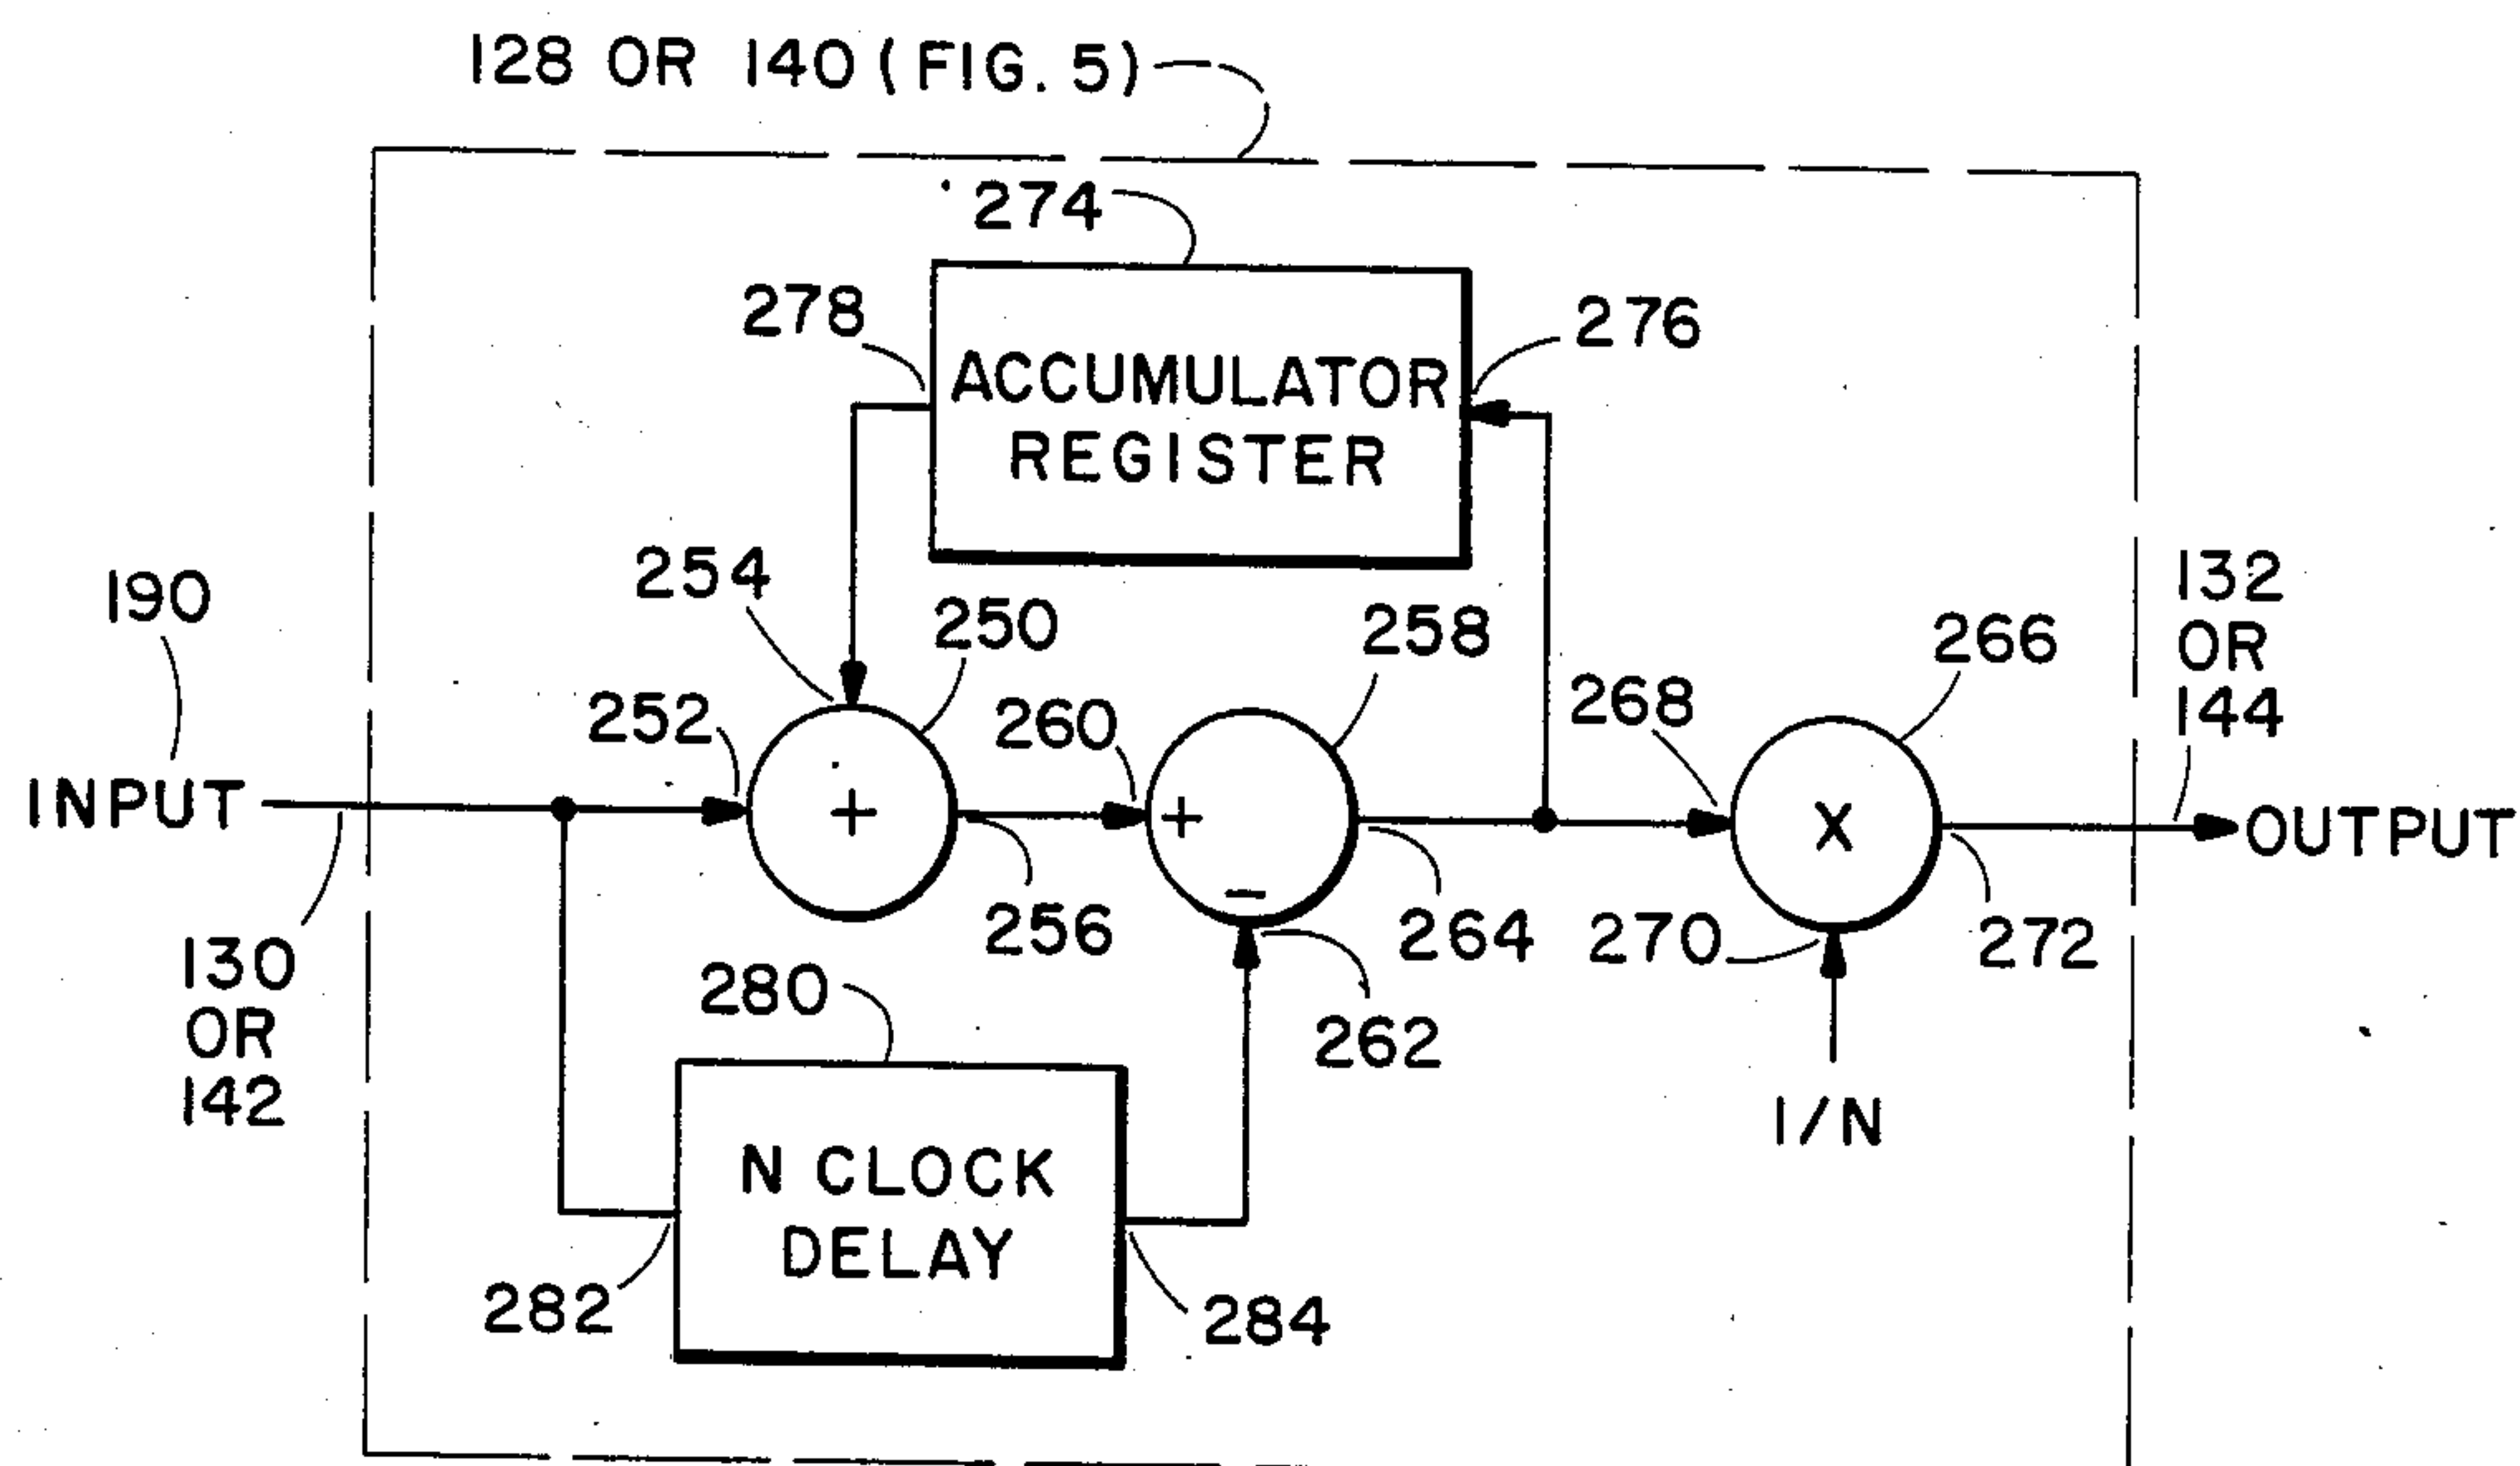 128 OR 140 (FIG. 5)
274
278
276
ACCUMULATOR
REGISTER
254
250
258
190
132
OR
144
266
252
260
268
INPUT
+
+
−
X
OUTPUT
256
264
270
272
130
OR
142
280
262
1/N
N CLOCK
DELAY
282
284